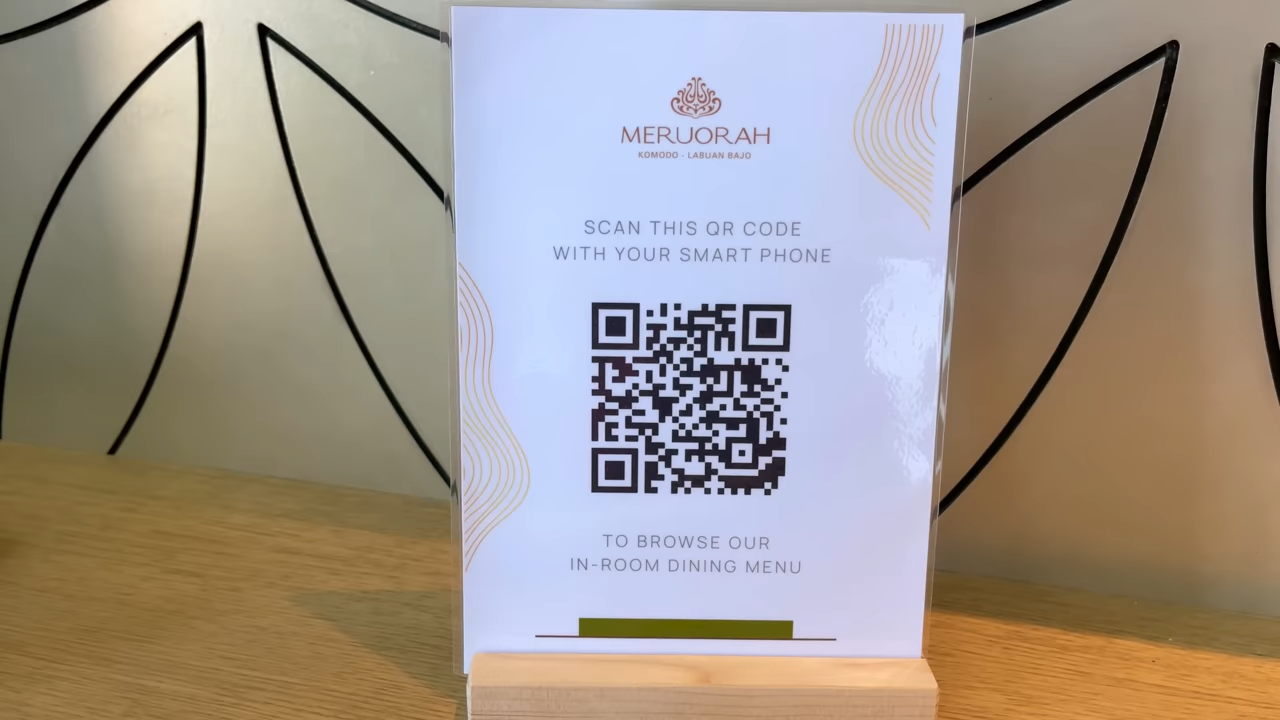 MERUORAH
KOMODO - LABUAN BAJO
SCAN THIS QR CODE
WITH YOUR SMART PHONE
TO BROWSE OUR
IN-ROOM DINING MENU